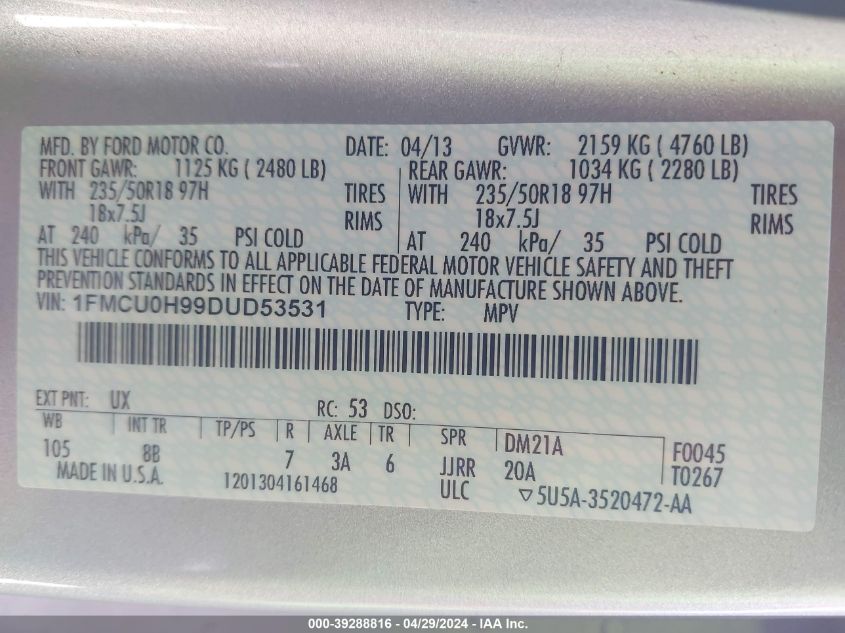 MFD. BY FORD MOTOR CO. DATE: 04/13 GVWR: 2159 KG ( 4760 LB)
FRONT GAWR: 1125 KG ( 2480 LB) REAR GAWR: 1034 KG ( 2280 LB)
WITH 235/50R18 97H TIRES WITH 235/50R18 97H TIRES
18x7.5J RIMS 18x7.5J RIMS
AT 240 kPa/ 35 PSI COLD AT 240 kPa/ 35 PSI COLD
THIS VEHICLE CONFORMS TO ALL APPLICABLE FEDERAL MOTOR VEHICLE SAFETY AND THEFT
PREVENTION STANDARDS IN EFFECT ON THE DATE OF MANUFACTURE SHOWN ABOVE.
VIN: 1FMCU0H99DUD53531 TYPE: MPV
EXT PNT: UX RC: 53 DSO:
WB INT TR TP/PS R AXLE TR SPR DM21A F0045
105 8B 7 3A 6 JJRR 20A T0267
MADE IN U.S.A. 1201304161468 ULC ▽5U5A-3520472-AA
000-39288816 - 04/29/2024 - IAA Inc.